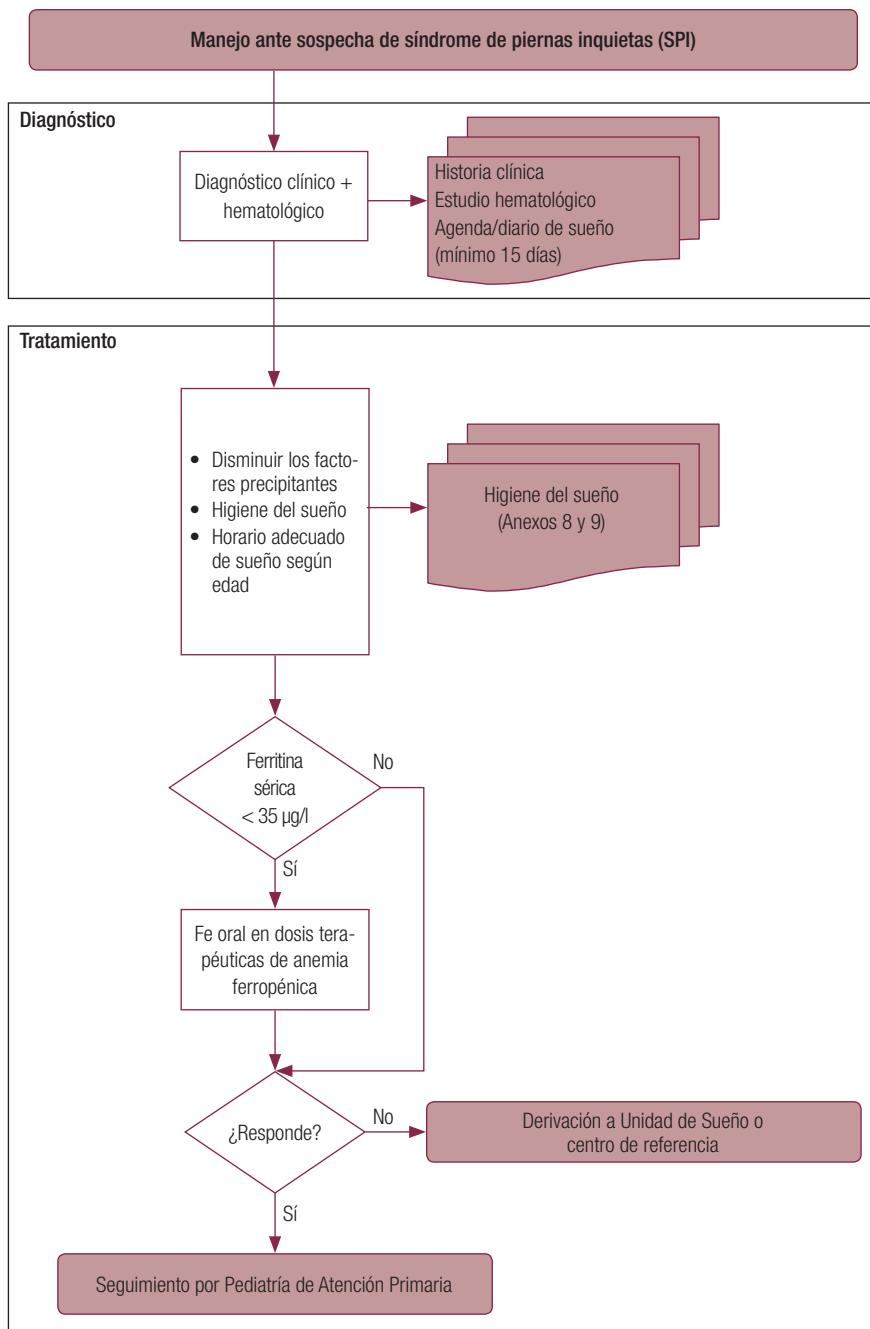 Manejo ante sospecha de síndrome de piernas inquietas (SPI)
Diagnóstico
Diagnóstico clínico +
hematológico
Historia clínica
Estudio hematológico
Agenda/diario de sueño
(mínimo 15 días)
Tratamiento
• Disminuir los facto-
res precipitantes
• Higiene del sueño
• Horario adecuado
de sueño según
edad
Higiene del sueño
(Anexos 8 y 9)
Ferritina
sérica
< 35 µg/l
No
Sí
Fe oral en dosis tera-
péuticas de anemia
ferropénica
¿Responde?
No
Derivación a Unidad de Sueño o
centro de referencia
Sí
Seguimiento por Pediatría de Atención Primaria